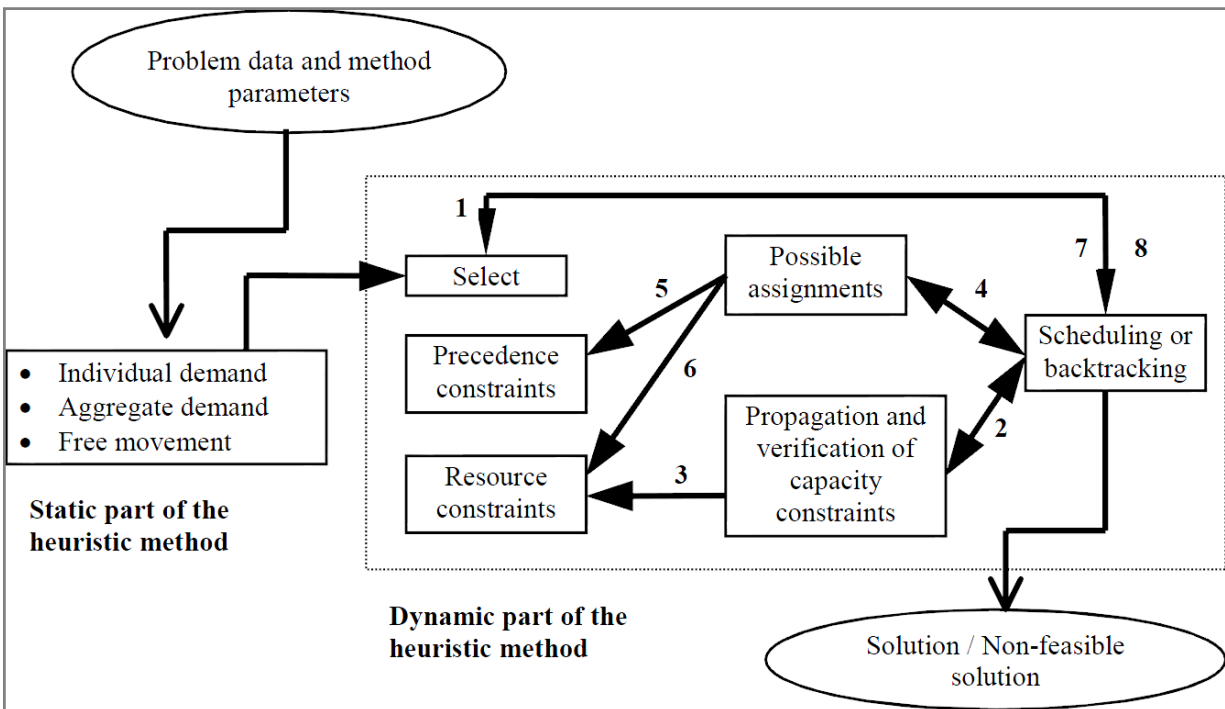 Problem data and method
parameters
1
7
8
Select
Possible
assignments
5
4
Scheduling or
backtracking
Precedence
constraints
6
• Individual demand
• Aggregate demand
• Free movement
Propagation and
verification of
capacity
constraints
2
Resource
constraints
3
Static part of the
heuristic method
Dynamic part of the
heuristic method
Solution / Non-feasible
solution